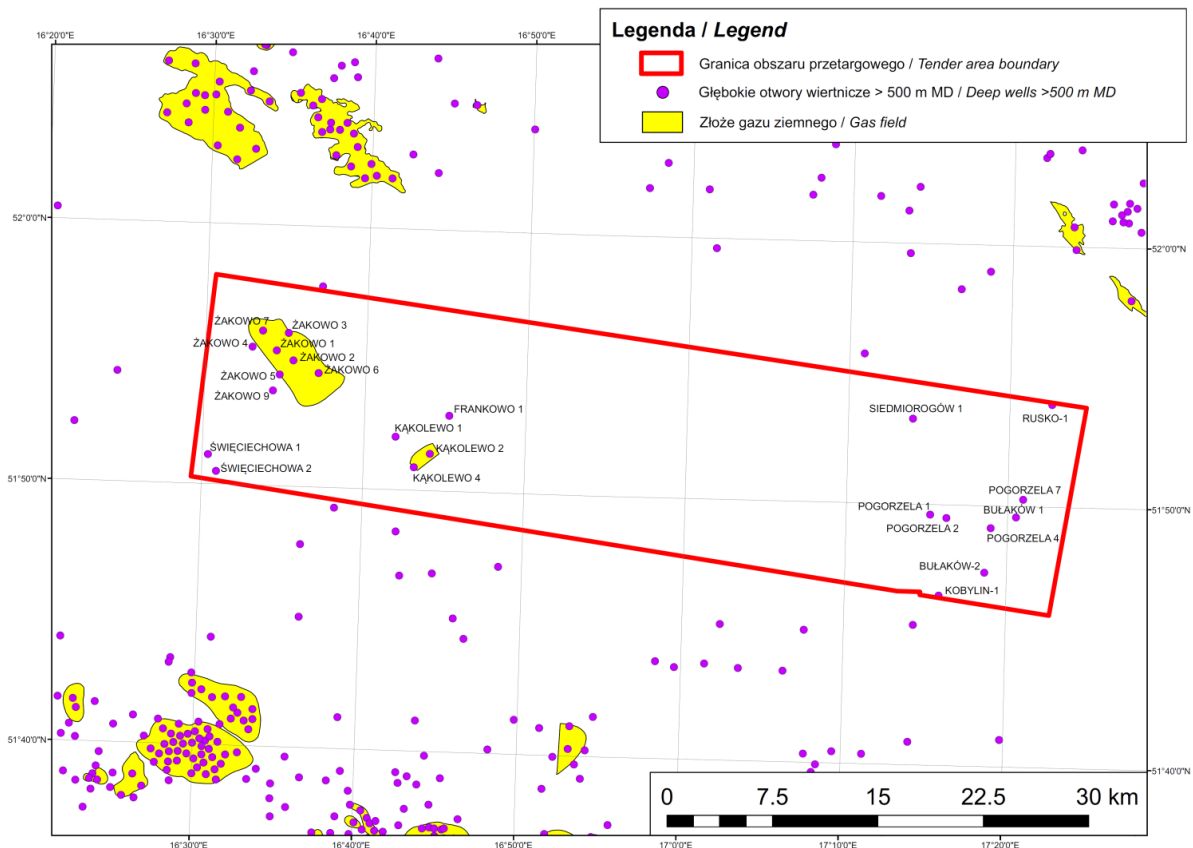 Legenda / Legend
Granica obszaru przetargowego / Tender area boundary
Głębokie otwory wiertnicze > 500 m MD / Deep wells >500 m MD
Złoże gazu ziemnego / Gas field
16°20'0"E
16°30'0"E
16°40'0"E
16°50'0"E
52°0'0"N
52°0'0"N
ŻAKOWO 7
ŻAKOWO 3
ŻAKOWO 4
ŻAKOWO 1
ŻAKOWO 2
ŻAKOWO 5
ŻAKOWO 6
ŻAKOWO 9
FRANKOWO 1
SIEDMIOROGÓW 1
RUSKO-1
KĄKOLEWO 1
ŚWIĘCIECHOWA 1
KĄKOLEWO 2
ŚWIĘCIECHOWA 2
KĄKOLEWO 4
51°50'0"N
POGORZELA 7
POGORZELA 1
BUŁAKÓW 1
51°50'0"N
POGORZELA 2
POGORZELA 4
BUŁAKÓW-2
KOBYLIN-1
51°40'0"N
51°40'0"N
0 7.5 15 22.5 30 km
16°30'0"E
16°40'0"E
16°50'0"E
17°0'0"E
17°10'0"E
17°20'0"E